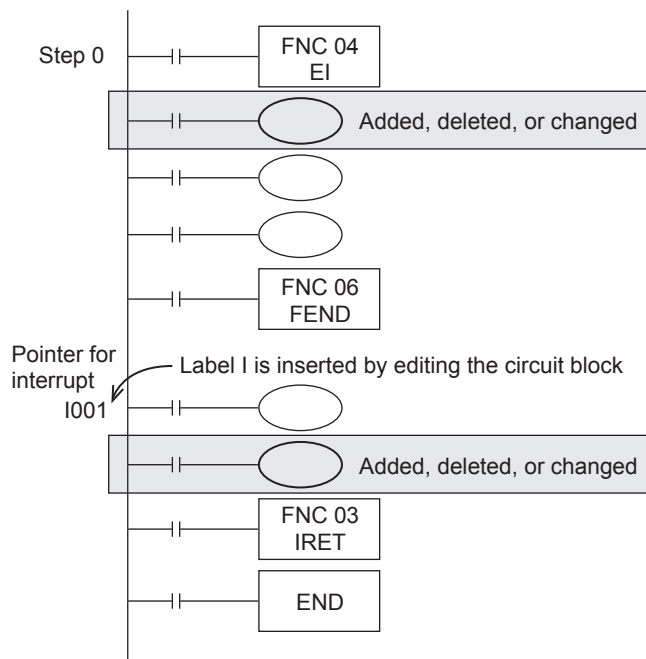 Step 0
FNC 04
EI
Added, deleted, or changed
FNC 06
FEND
Pointer for
interrupt
Label I is inserted by editing the circuit block
I001
Added, deleted, or changed
FNC 03
IRET
END